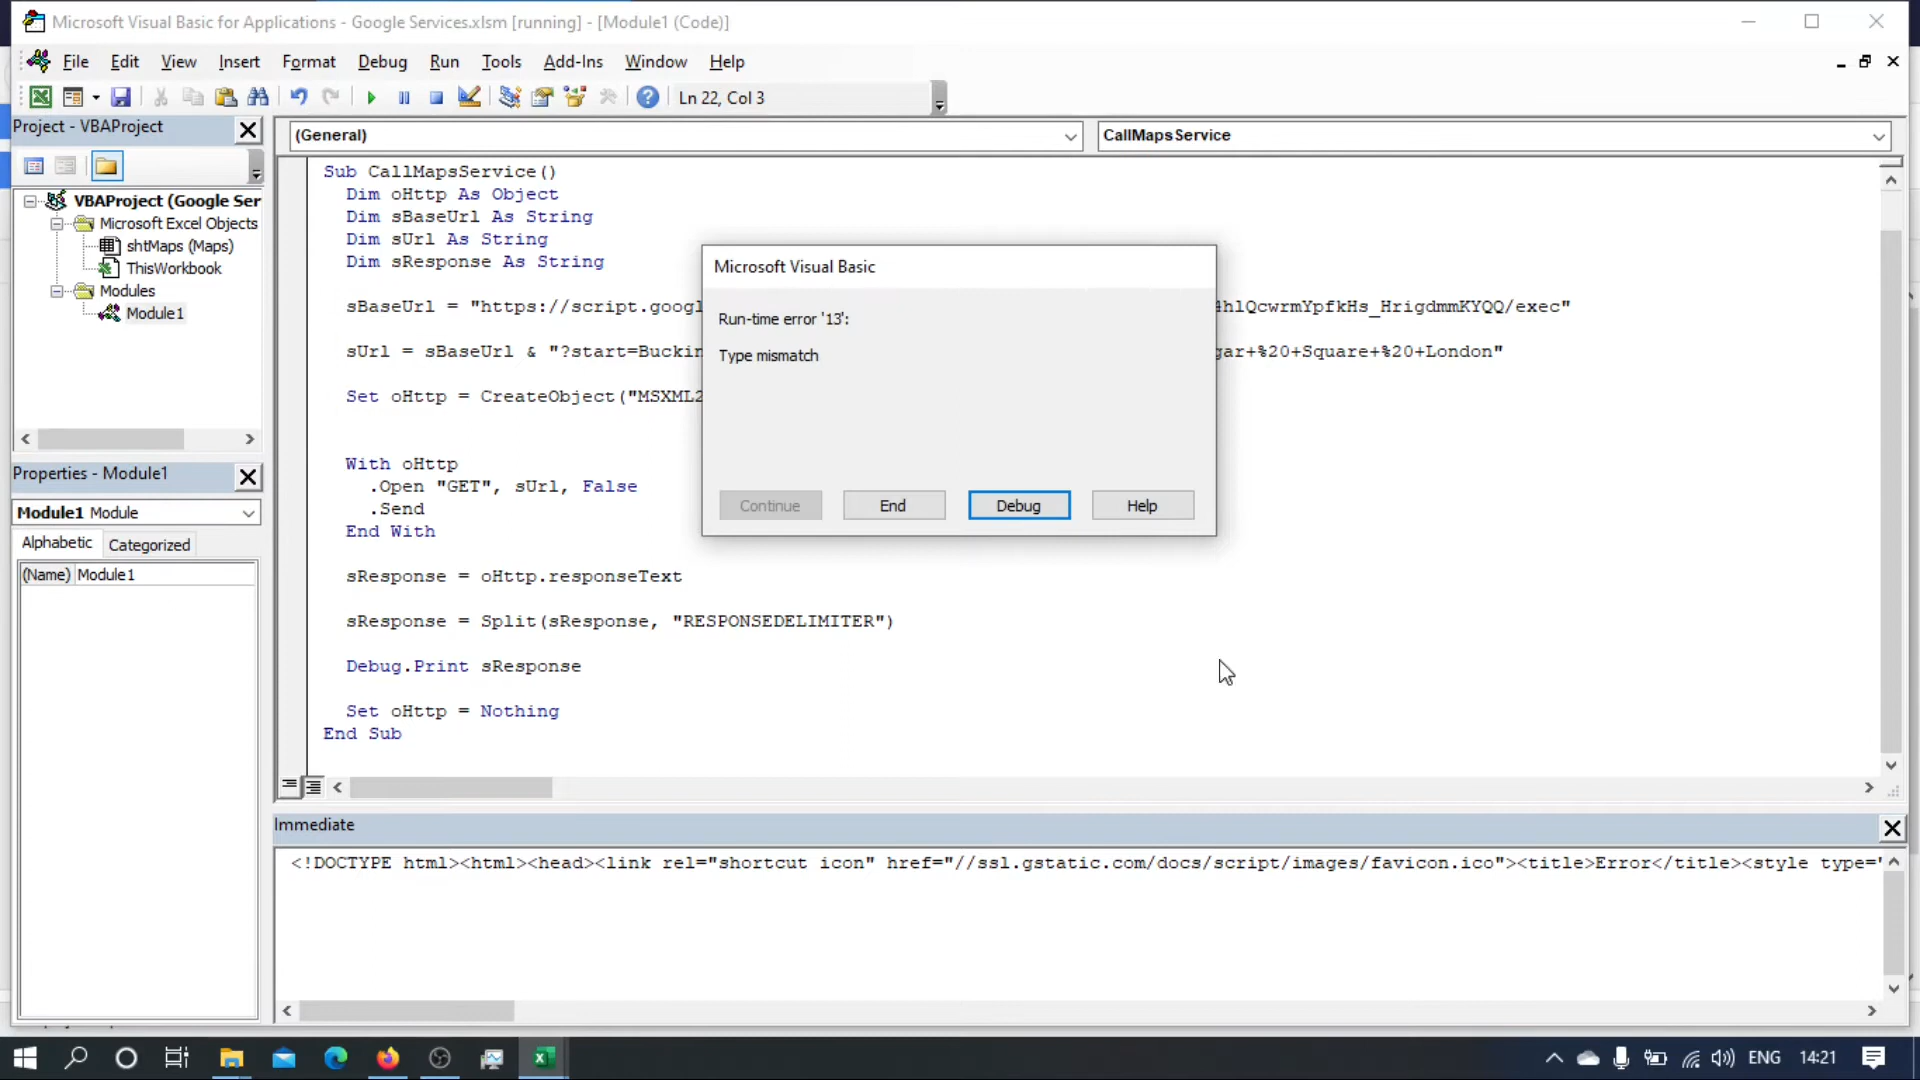 Microsoft Visual Basic for Applications - Google Services.xlsm [running] - [Module1 (Code)]
File Edit View Insert Format Debug Run Tools Add-Ins Window Help
Ln 22, Col 3
Project - VBAProject
(General)
CallMapsService
VBAProject (Google Ser
Microsoft Excel Objects
shtMaps (Maps)
ThisWorkbook
Modules
Module1
Properties - Module1
Module1 Module
Alphabetic Categorized
(Name) Module1
Sub CallMapsService()
Dim oHttp As Object
Dim sBaseUrl As String
Dim sUrl As String
Dim sResponse As String
sBaseUrl = "https://script.googl
hlQcwrmYpfkHs_HrigdmmKYQQ/exec"
sUrl = sBaseUrl & "?start=Buckin
gar+%20+Square+%20+London"
Set oHttp = CreateObject("MSXML2
With oHttp
.Open "GET", sUrl, False
.Send
End With
sResponse = oHttp.responseText
sResponse = Split(sResponse, "RESPONSEDELIMITER")
Debug.Print sResponse
Set oHttp = Nothing
End Sub
Microsoft Visual Basic
Run-time error '13':
Type mismatch
Continue End Debug Help
Immediate
<!DOCTYPE html><html><head><link rel="shortcut icon" href="//ssl.gstatic.com/docs/script/images/favicon.ico"><title>Error</title><style type="
ENG 14:21